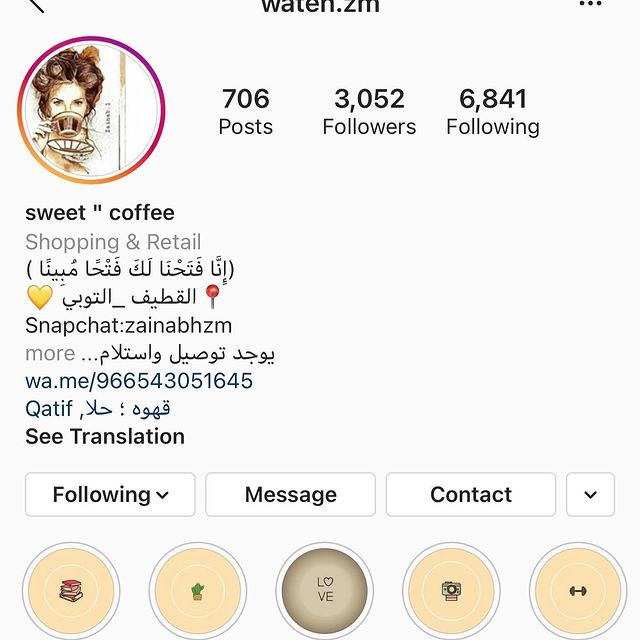 waten.zm
706
3,052
6,841
Posts
Followers
Following
sweet " coffee
Shopping & Retail
(إِنَّا فَتَحْنَا لَكَ فَتْحًا مُبِينًا )
📍القطيف _التوبي 💛
Snapchat:zainabhzm
يوجد توصيل واستلام... more
wa.me/966543051645
قهوه ؛ حلا, Qatif
See Translation
Following
Message
Contact
LO
VE